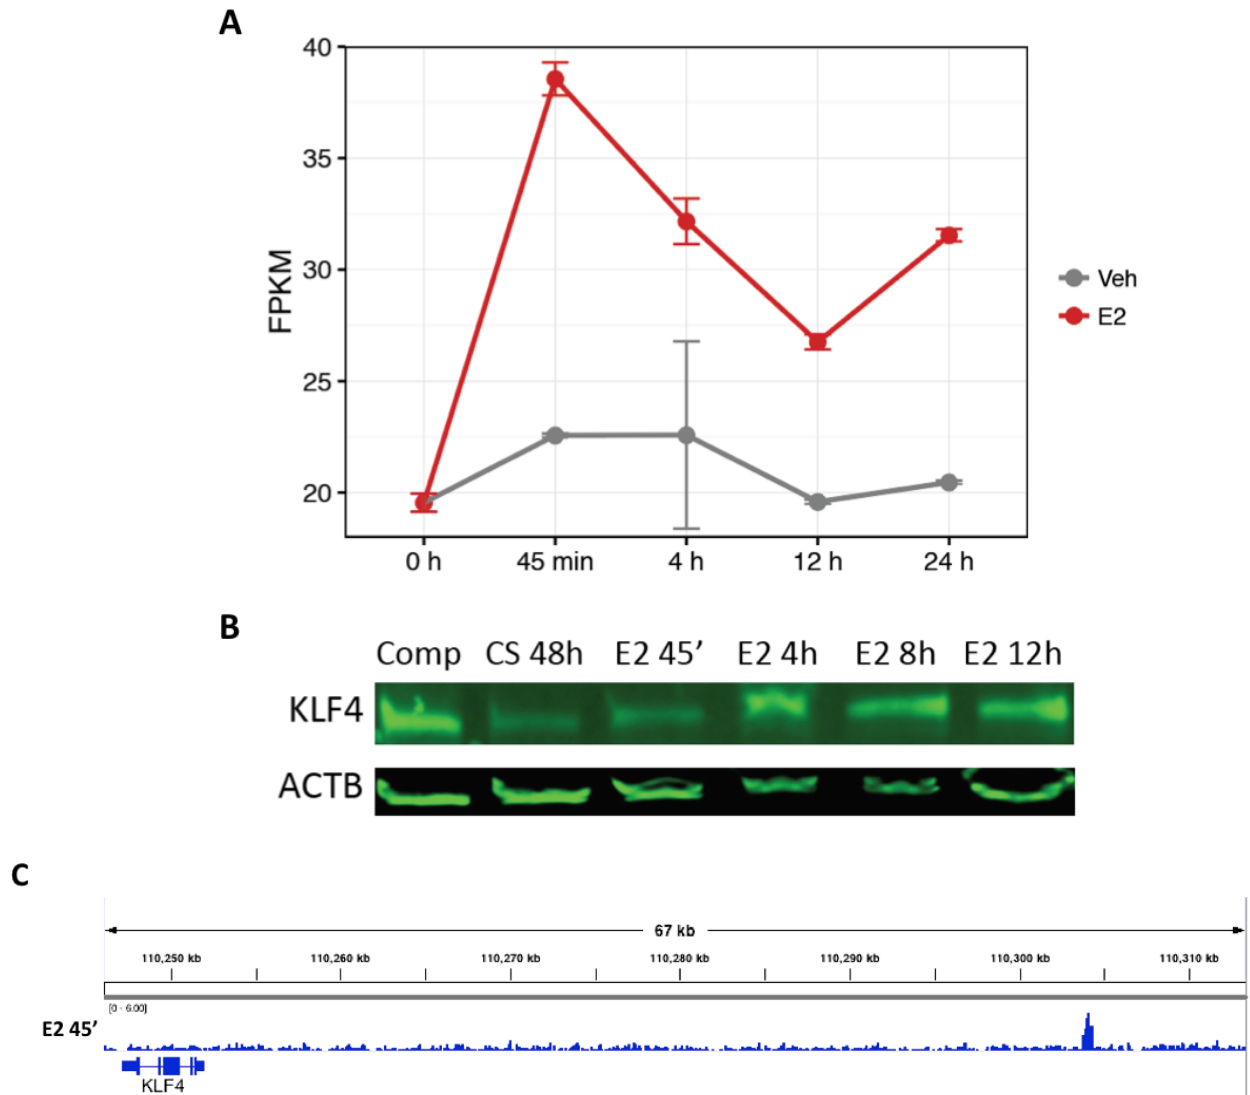 A
40
35
30
25
20
FPKM
0 h 45 min 4 h 12 h 24 h
Veh
E2
B
Comp CS 48h E2 45’ E2 4h E2 8h E2 12h
KLF4
ACTB
C
67 kb
110,250 kb 110,260 kb 110,270 kb 110,280 kb 110,290 kb 110,300 kb 110,310 kb
[0 - 6.00]
E2 45’
KLF4